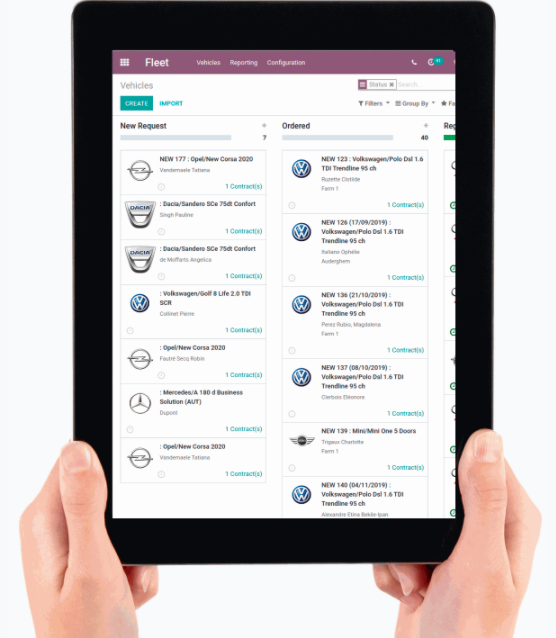 Fleet Vehicles Reporting Configuration 41
Vehicles
Status × Search
CREATE IMPORT
Filters Group By Fa
New Request +
7
NEW 177 : Opel/New Corsa 2020
Vandemaele Tatiana
1 Contract(s)
DACIA
: Dacia/Sandero SCe 75dt Confort
Singh Pauline
1 Contract(s)
DACIA
: Dacia/Sandero SCe 75dt Confort
de Moffarts Angelica
1 Contract(s)
: Volkswagen/Golf 8 Life 2.0 TDI
SCR
Collinet Pierre
1 Contract(s)
: Opel/New Corsa 2020
Fautré Secq Robin
1 Contract(s)
: Mercedes/A 180 d Business
Solution (AUT)
Dupont
1 Contract(s)
: Opel/New Corsa 2020
Vandemaele Tatiana
1 Contract(s)
Ordered +
40
NEW 123 : Volkswagen/Polo Dsl 1.6
TDI Trendline 95 ch
Ruzette Clotilde
Farm 1
1 Contract(s)
NEW 126 (17/09/2019) :
Volkswagen/Polo Dsl 1.6 TDI
Trendline 95 ch
Italiano Ophélie
Auderghem
1 Contract(s)
NEW 136 (21/10/2019) :
Volkswagen/Polo Dsl 1.6 TDI
Trendline 95 ch
Perez Rubio, Magdalena
Farm 1
1 Contract(s)
NEW 137 (08/10/2019) :
Volkswagen/Polo Dsl 1.6 TDI
Trendline 95 ch
Eléonore
1 Contract(s)
NEW 139 : Mini/Mini One 5 Doors
Trigaux Charlotte
Farm 1
1 Contract(s)
NEW 140 (04/11/2019) :
Volkswagen/Polo Dsl 1.6 TDI
Trendline 95 ch
Alexandre Etina Bekile Ipan
Reg